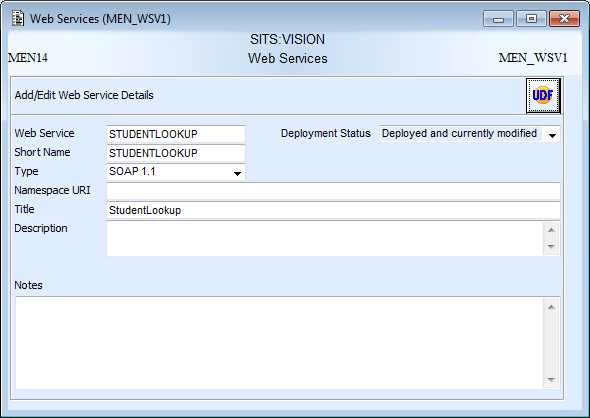 Web Services (MEN_WSV1)
SITS:VISION
MEN14 Web Services MEN_WSV1
Add/Edit Web Service Details UDF
Web Service STUDENTLOOKUP Deployment Status Deployed and currently modified
Short Name STUDENTLOOKUP
Type SOAP 1.1
Namespace URI
Title StudentLookup
Description
Notes